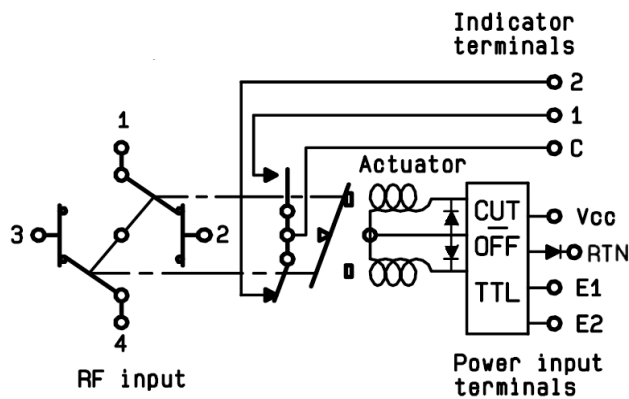 Indicator
terminals
2
1
1
C
Actuator
CUT
Vcc
3
2
OFF
RTN
TTL
E1
4
E2
RF input
Power input
terminals